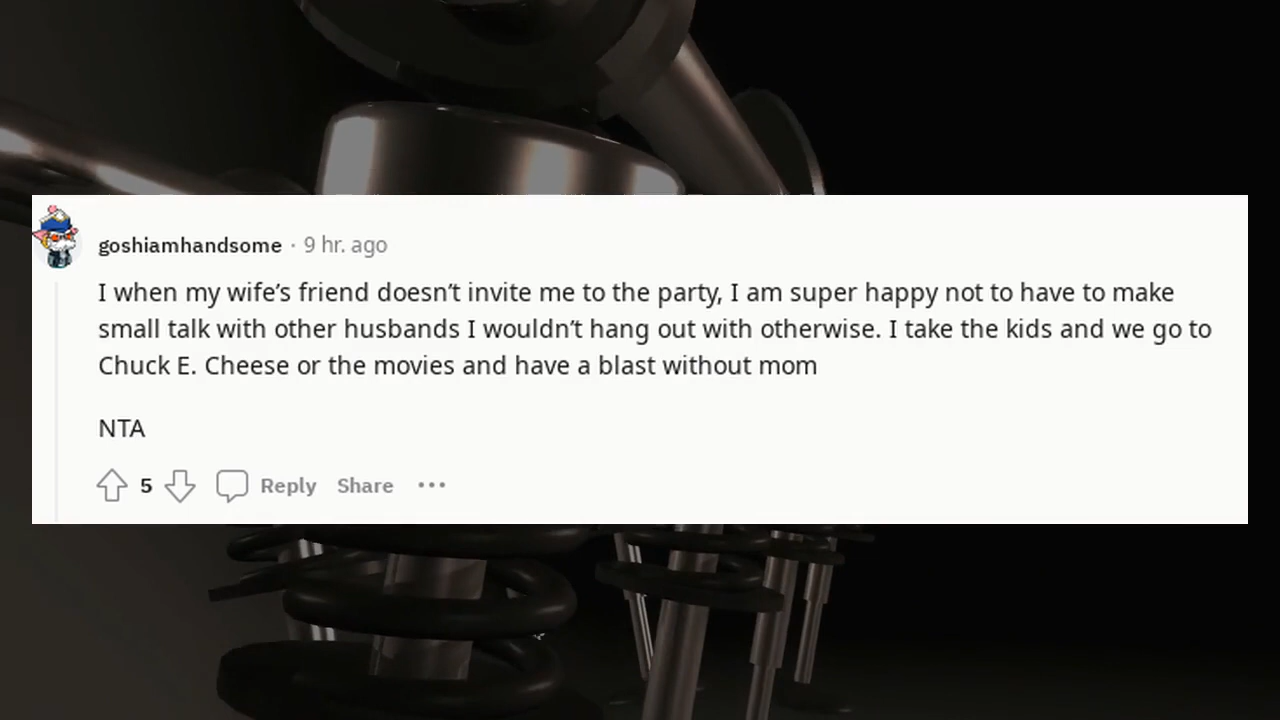 goshiamhandsome · 9 hr. ago
I when my wife’s friend doesn’t invite me to the party, I am super happy not to have to make
small talk with other husbands I wouldn’t hang out with otherwise. I take the kids and we go to
Chuck E. Cheese or the movies and have a blast without mom
NTA
5 Reply Share •••